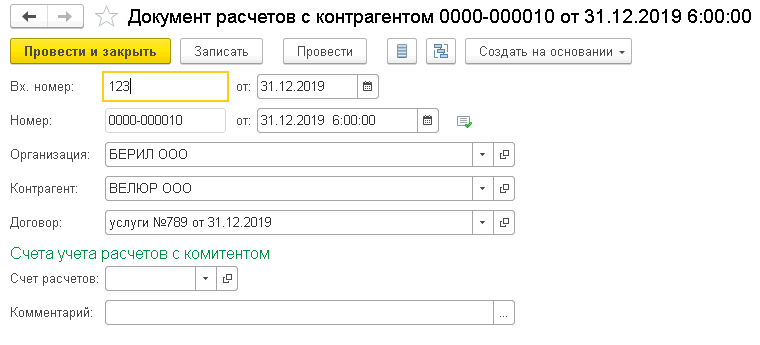 Документ расчетов с контрагентом 0000-000010 от 31.12.2019 6:00:00
Провести и закрыть Записать Провести Создать на основании
Вх. номер: 123 от: 31.12.2019
Номер: 0000-000010 от: 31.12.2019 6:00:00
Организация: БЕРИЛ ООО
Контрагент: ВЕЛЮР ООО
Договор: услуги №789 от 31.12.2019
Счета учета расчетов с комитентом
Счет расчетов:
Комментарий: ...